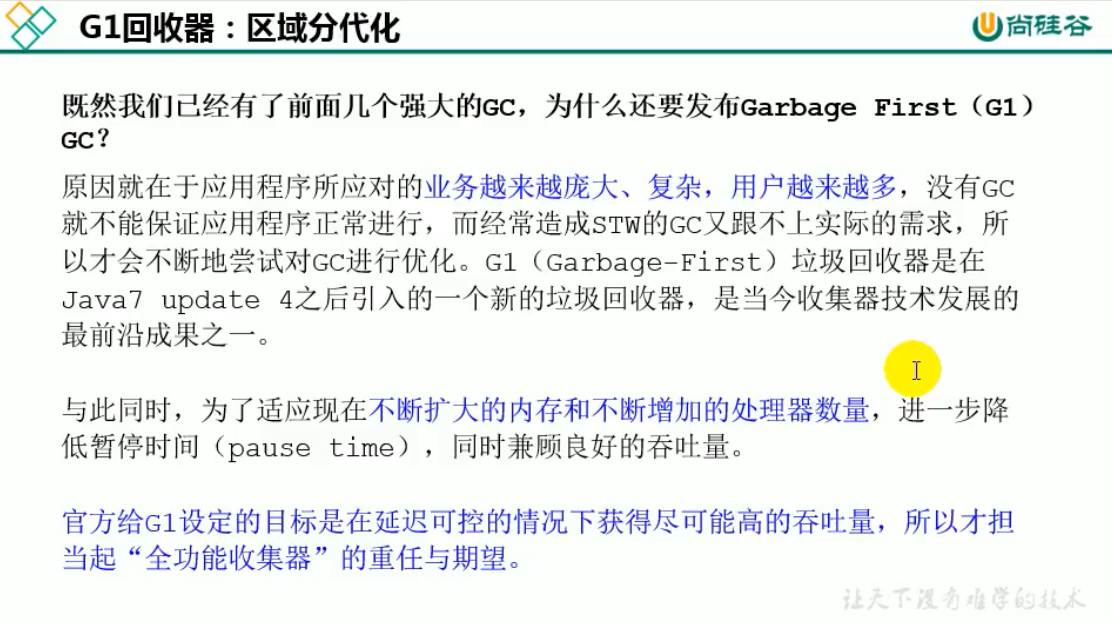 G1回收器：区域分代化
尚硅谷
既然我们已经有了前面几个强大的GC，为什么还要发布Garbage First（G1）
GC？
原因就在于应用程序所应对的业务越来越庞大、复杂，用户越来越多，没有GC
就不能保证应用程序正常进行，而经常造成STW的GC又跟不上实际的需求，所
以才会不断地尝试对GC进行优化。G1（Garbage-First）垃圾回收器是在
Java7 update 4之后引入的一个新的垃圾回收器，是当今收集器技术发展的
最前沿成果之一。
与此同时，为了适应现在不断扩大的内存和不断增加的处理器数量，进一步降
低暂停时间（pause time），同时兼顾良好的吞吐量。
官方给G1设定的目标是在延迟可控的情况下获得尽可能高的吞吐量，所以才担
当起“全功能收集器”的重任与期望。
让天下没有难学的技术